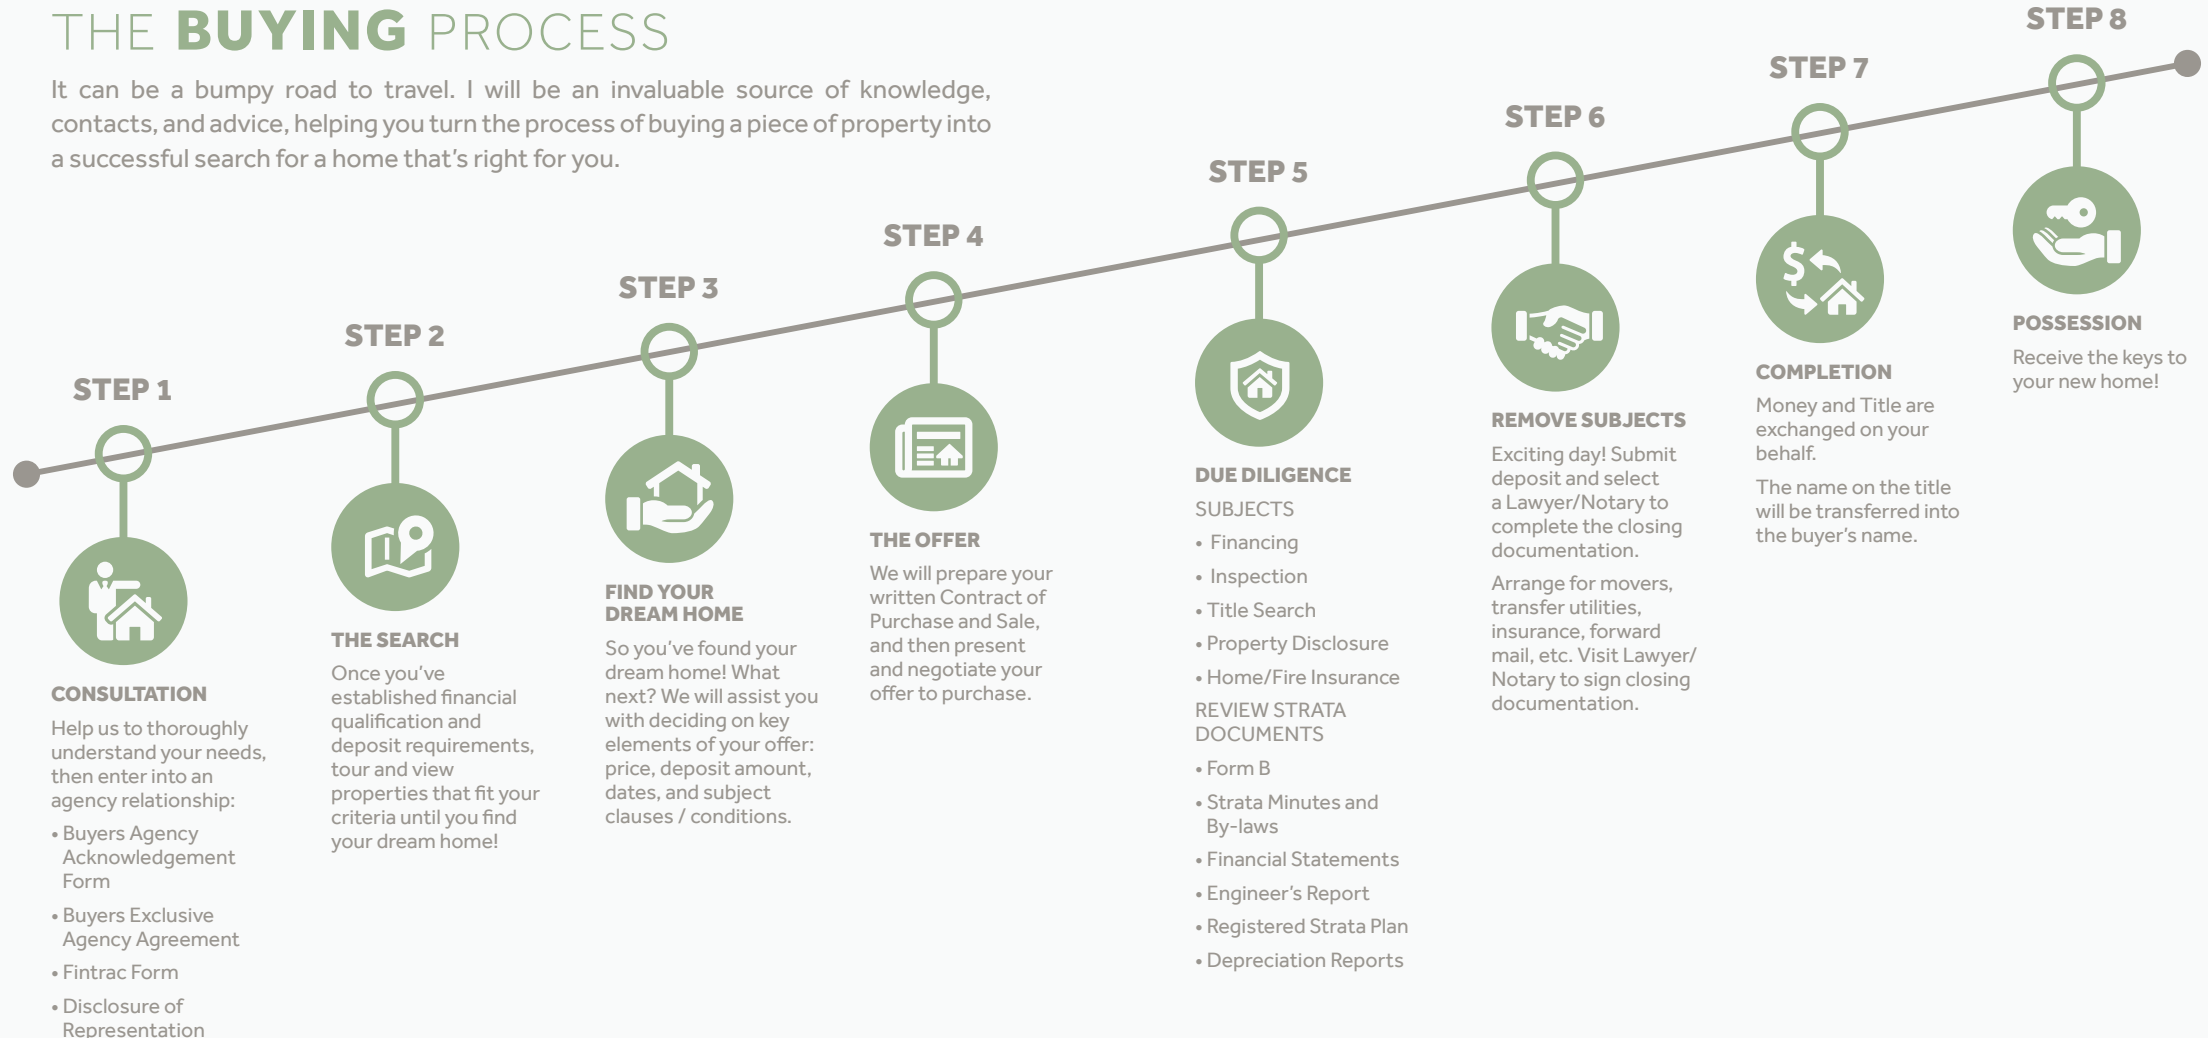 THE BUYING PROCESS
It can be a bumpy road to travel. I will be an invaluable source of knowledge,
contacts, and advice, helping you turn the process of buying a piece of property into
a successful search for a home that's right for you.
STEP 1
CONSULTATION
Help us to thoroughly
understand your needs,
then enter into an
agency relationship:
• Buyers Agency
Acknowledgement
Form
• Buyers Exclusive
Agency Agreement
• Fintrac Form
• Disclosure of
Representation
STEP 2
THE SEARCH
Once you've
established financial
qualification and
deposit requirements,
tour and view
properties that fit your
criteria until you find
your dream home!
STEP 3
FIND YOUR
DREAM HOME
So you've found your
dream home! What
next? We will assist you
with deciding on key
elements of your offer:
price, deposit amount,
dates, and subject
clauses / conditions.
STEP 4
THE OFFER
We will prepare your
written Contract of
Purchase and Sale,
and then present
and negotiate your
offer to purchase.
STEP 5
DUE DILIGENCE
SUBJECTS
• Financing
• Inspection
• Title Search
• Property Disclosure
• Home/Fire Insurance
REVIEW STRATA
DOCUMENTS
• Form B
• Strata Minutes and
By-laws
• Financial Statements
• Engineer's Report
• Registered Strata Plan
• Depreciation Reports
STEP 6
REMOVE SUBJECTS
Exciting day! Submit
deposit and select
a Lawyer/Notary to
complete the closing
documentation.
Arrange for movers,
transfer utilities,
insurance, forward
mail, etc. Visit Lawyer/
Notary to sign closing
documentation.
STEP 7
$
COMPLETION
Money and Title are
exchanged on your
behalf.
The name on the title
will be transferred into
the buyer's name.
STEP 8
POSSESSION
Receive the keys to
your new home!